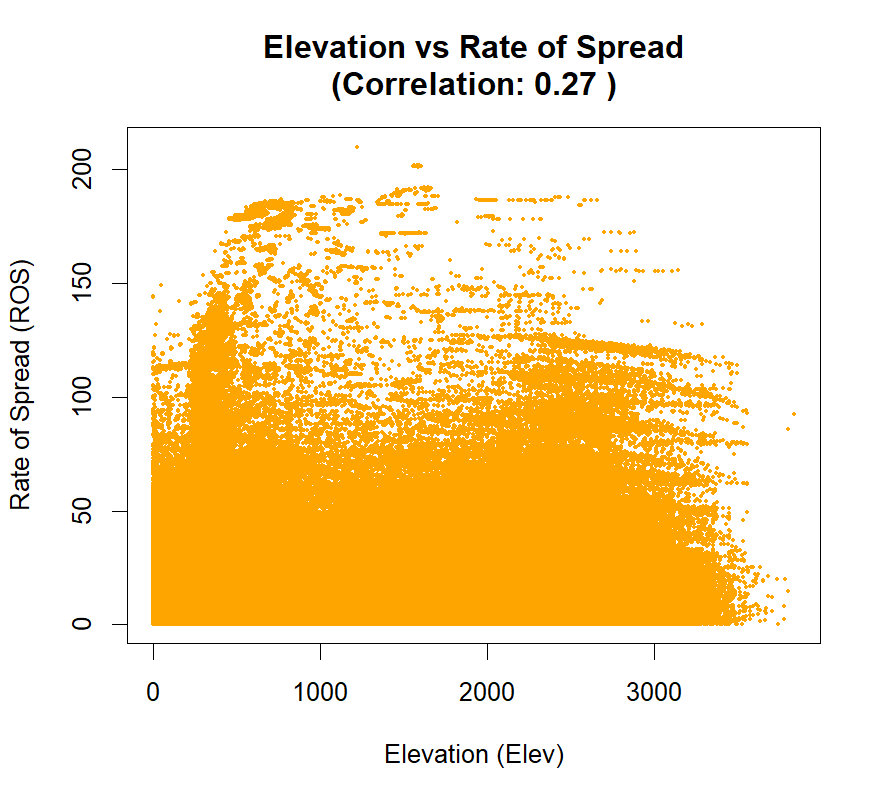 Elevation vs Rate of Spread
(Correlation: 0.27 )
Rate of Spread (ROS)
200
150
100
50
0
0 1000 2000 3000
Elevation (Elev)